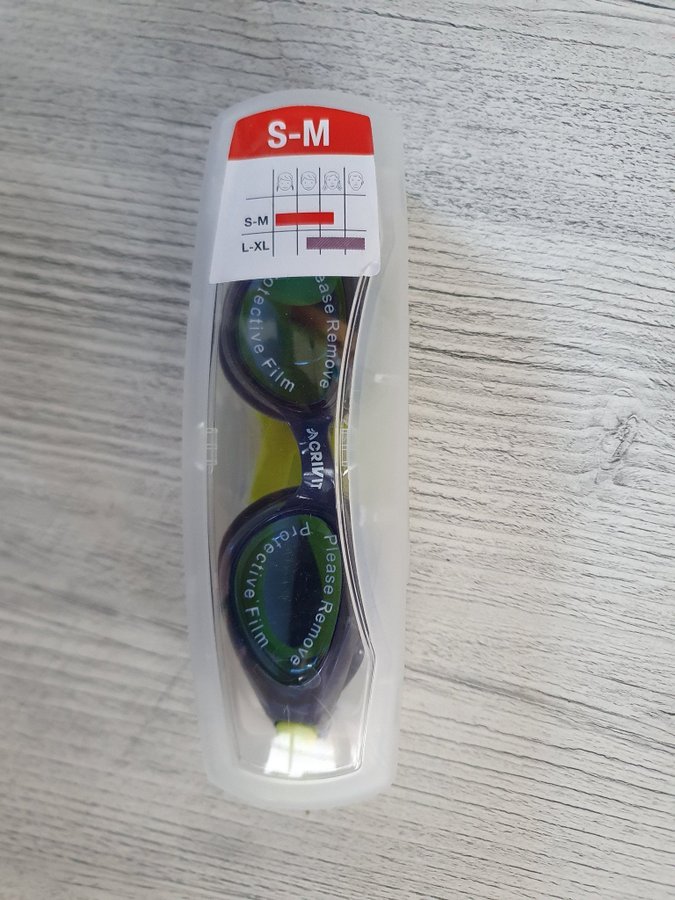 S-M
S-M
L-XL
Please Remove
Protective Film
CRIVIT
Please Remove
Protective Film